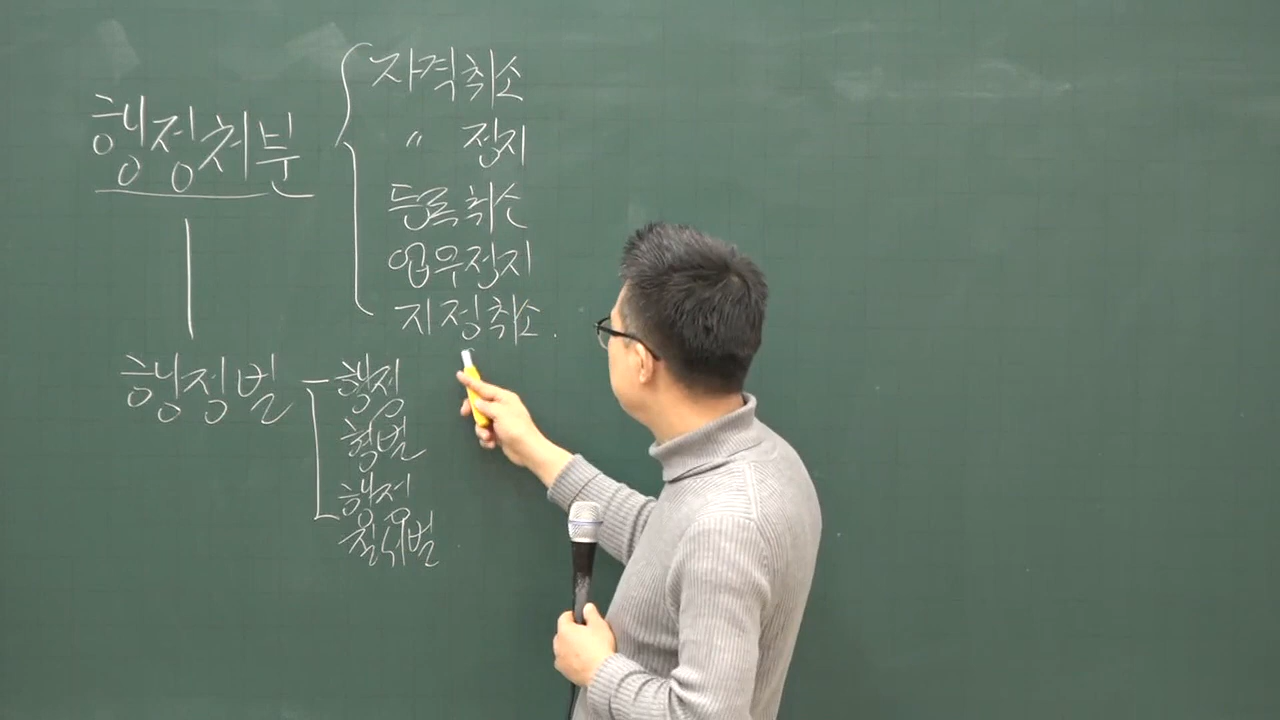 행정처분
자격취소
〃 정지
등록취소
업무정지
지정취소.
행정벌
행정
형벌
행정
질서벌